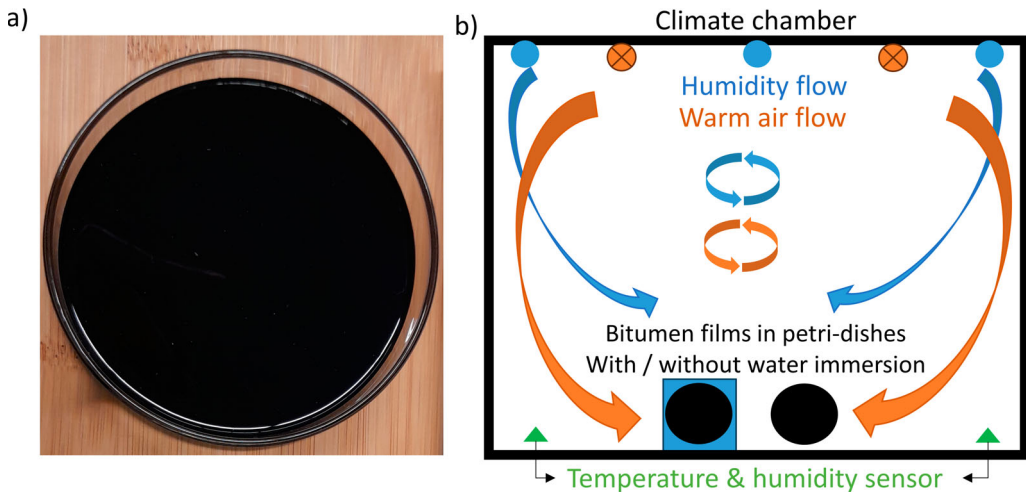 a)
b)
Climate chamber
Humidity flow
Warm air flow
Bitumen films in petri-dishes
With / without water immersion
Temperature & humidity sensor